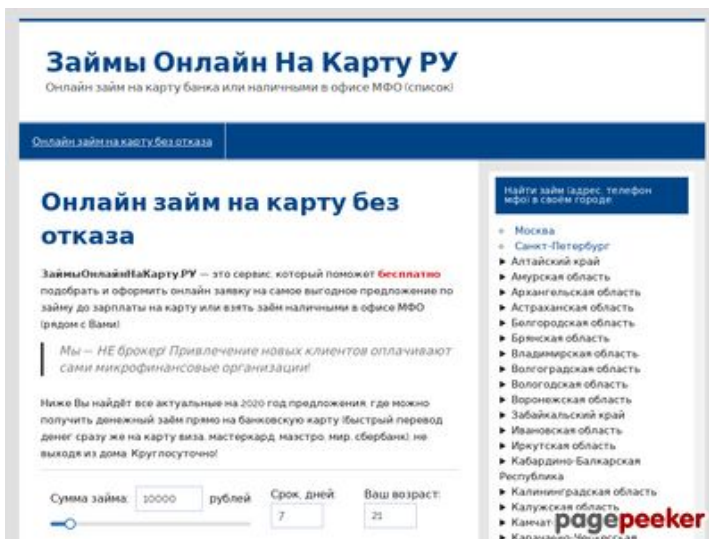 Займы Онлайн На Карту РУ
Онлайн займ на карту банка или наличными в офисе МФО (список)
Онлайн займ на карту без отказа
Онлайн займ на карту без
отказа
ЗаймыОнлайнНаКарту.РУ — это сервис, который поможет бесплатно
подобрать и оформить онлайн заявку на самое выгодное предложение по
займу до зарплаты на карту или взять заём наличными в офисе МФО
(рядом с Вами)
Мы — НЕ брокер! Привлечение новых клиентов оплачивают
сами микрофинансовые организации!
Ниже Вы найдёт все актуальные на 2020 год предложения, где можно
получить денежный заём прямо на банковскую карту (быстрый перевод
денег сразу же на карту виза, мастеркард, маэстро, мир, сбербанк), не
выходя из дома. Круглосуточно!
Сумма займа: 10000 рублей
Срок, дней:
7
Ваш возраст:
21
Найти займ (адрес, телефон
мфо) в своём городе:
Москва
Санкт-Петербург
Алтайский край
Амурская область
Архангельская область
Астраханская область
Белгородская область
Брянская область
Владимирская область
Волгоградская область
Вологодская область
Воронежская область
Забайкальский край
Ивановская область
Иркутская область
Кабардино-Балкарская
Республика
Калининградская область
Калужская область
Камчат
Карачаево-Черкесская
pagepeeker